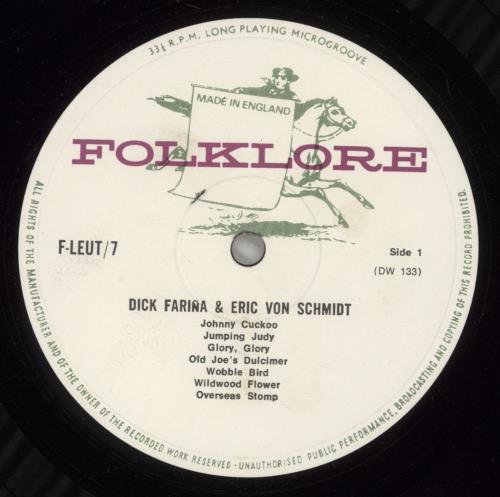 33⅓ R.P.M. LONG PLAYING MICROGROOVE
MADE IN ENGLAND
FOLKLORE
F-LEUT/7
Side 1
(DW 133)
DICK FARIÑA & ERIC VON SCHMIDT
Johnny Cuckoo
Jumping Judy
Glory, Glory
Old Joe's Dulcimer
Wobble Bird
Wildwood Flower
Overseas Stomp
ALL RIGHTS OF THE MANUFACTURER AND OF THE OWNER OF THE RECORDED WORK RESERVED · UNAUTHORISED PUBLIC PERFORMANCE, BROADCASTING AND COPYING OF THIS RECORD PROHIBITED.